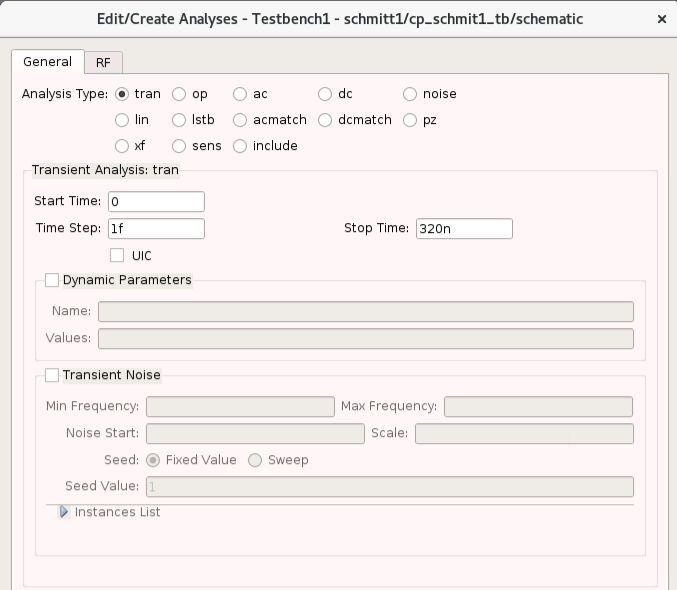 Edit/Create Analyses - Testbench1 - schmitt1/cp_schmit1_tb/schematic ×
General RF
Analysis Type: tran op ac dc noise
lin lstb acmatch dcmatch pz
xf sens include
Transient Analysis: tran
Start Time: 0
Time Step: 1f Stop Time: 320n
UIC
Dynamic Parameters
Name:
Values:
Transient Noise
Min Frequency: Max Frequency:
Noise Start: Scale:
Seed: Fixed Value Sweep
Seed Value: 1
Instances List